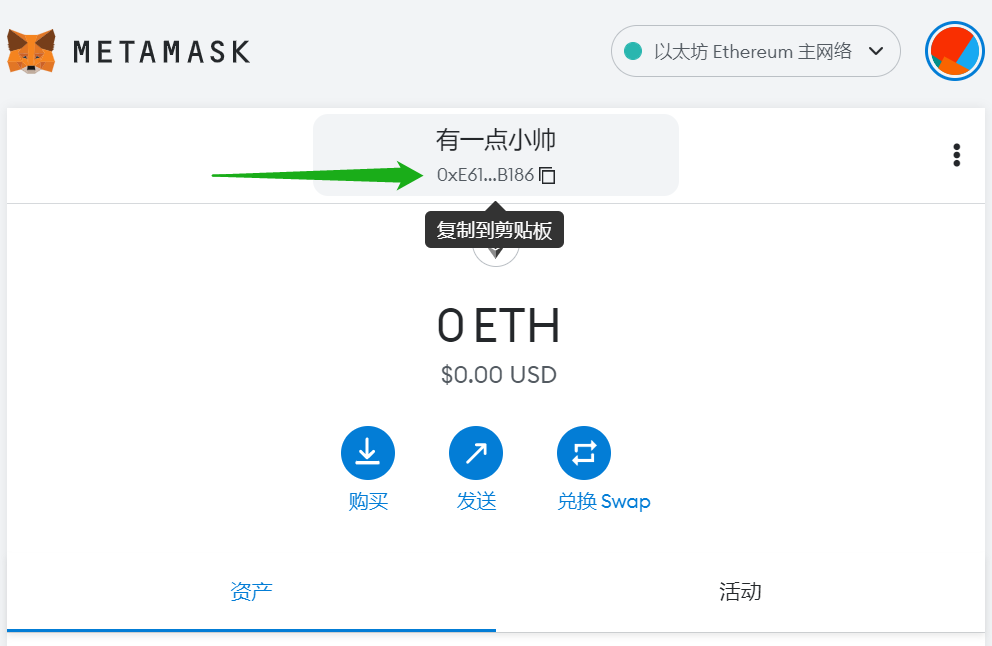 METAMASK
以太坊 Ethereum 主网络
有一点小帅
0xE61...B186
复制到剪贴板
0 ETH
$0.00 USD
购买
发送
兑换 Swap
资产
活动